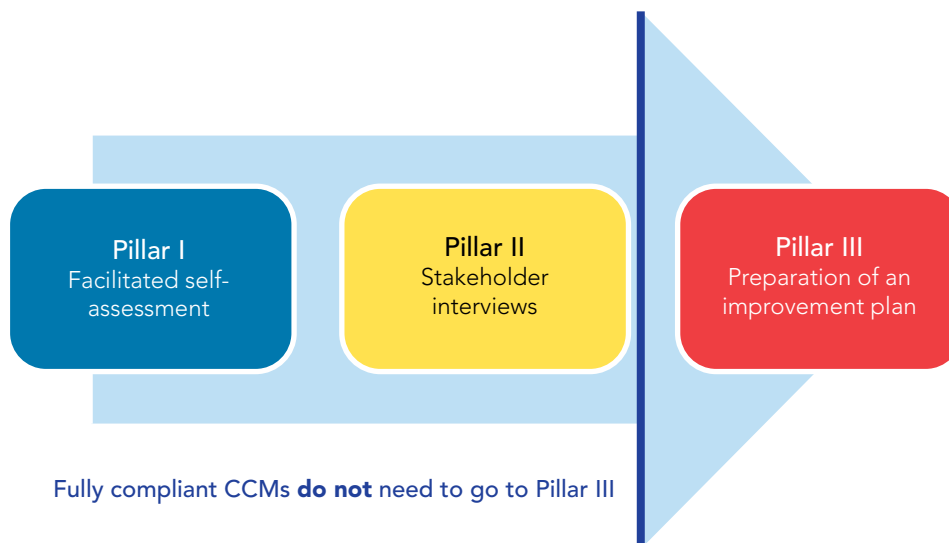 Pillar I
Facilitated self-
assessment
Pillar II
Stakeholder
interviews
Pillar III
Preparation of an
improvement plan
Fully compliant CCMs do not need to go to Pillar III